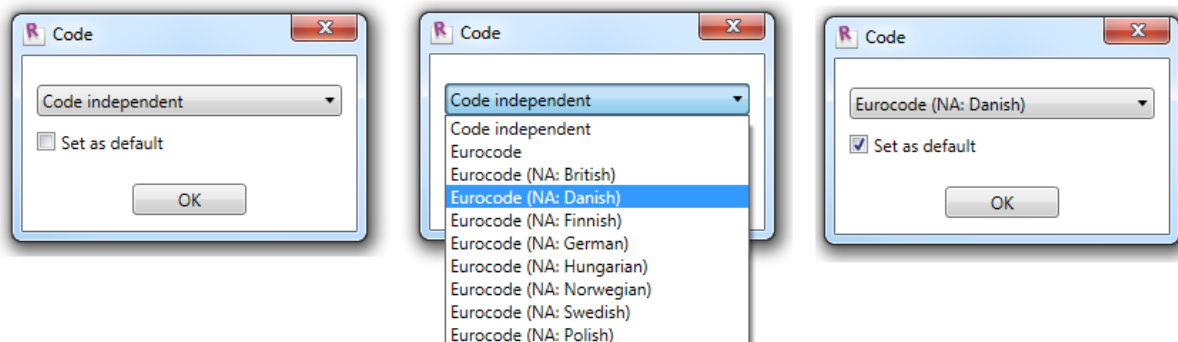 Code
Code independent
Set as default
OK
Code
Code independent
Code independent
Eurocode
Eurocode (NA: British)
Eurocode (NA: Danish)
Eurocode (NA: Finnish)
Eurocode (NA: German)
Eurocode (NA: Hungarian)
Eurocode (NA: Norwegian)
Eurocode (NA: Swedish)
Eurocode (NA: Polish)
Code
Eurocode (NA: Danish)
Set as default
OK